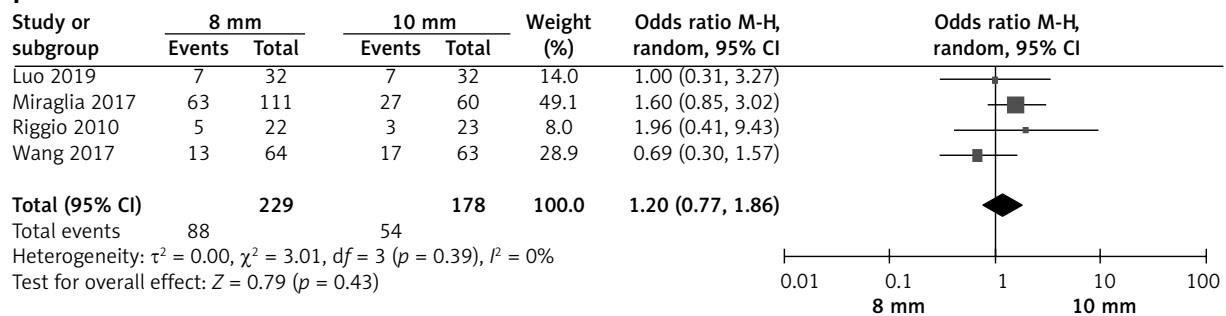 Study or 8 mm 10 mm Weight Odds ratio M-H, Odds ratio M-H,
subgroup Events Total Events Total (%) random, 95% CI random, 95% CI
Luo 2019 7 32 7 32 14.0 1.00 (0.31, 3.27)
Miraglia 2017 63 111 27 60 49.1 1.60 (0.85, 3.02)
Riggio 2010 5 22 3 23 8.0 1.96 (0.41, 9.43)
Wang 2017 13 64 17 63 28.9 0.69 (0.30, 1.57)
Total (95% CI) 229 178 100.0 1.20 (0.77, 1.86)
Total events 88 54
Heterogeneity: τ² = 0.00, χ² = 3.01, df = 3 (p = 0.39), I² = 0%
Test for overall effect: Z = 0.79 (p = 0.43)
0.01 0.1 1 10 100
8 mm 10 mm